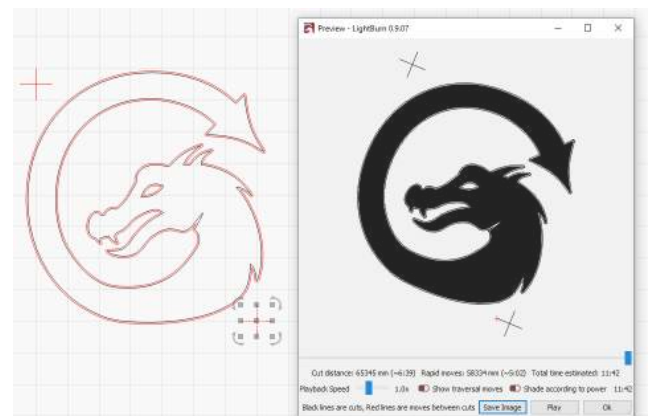 Preview - LightBurn 0.9.07
Cut distance: 65345 mm (~6:39) Rapid moves: 58334 mm (~5:02) Total time estimated: 11:42
Playback Speed 1.0x Show traversal moves Shade according to power 11:42
Black lines are cuts, Red lines are moves between cuts Save Image Play Ok